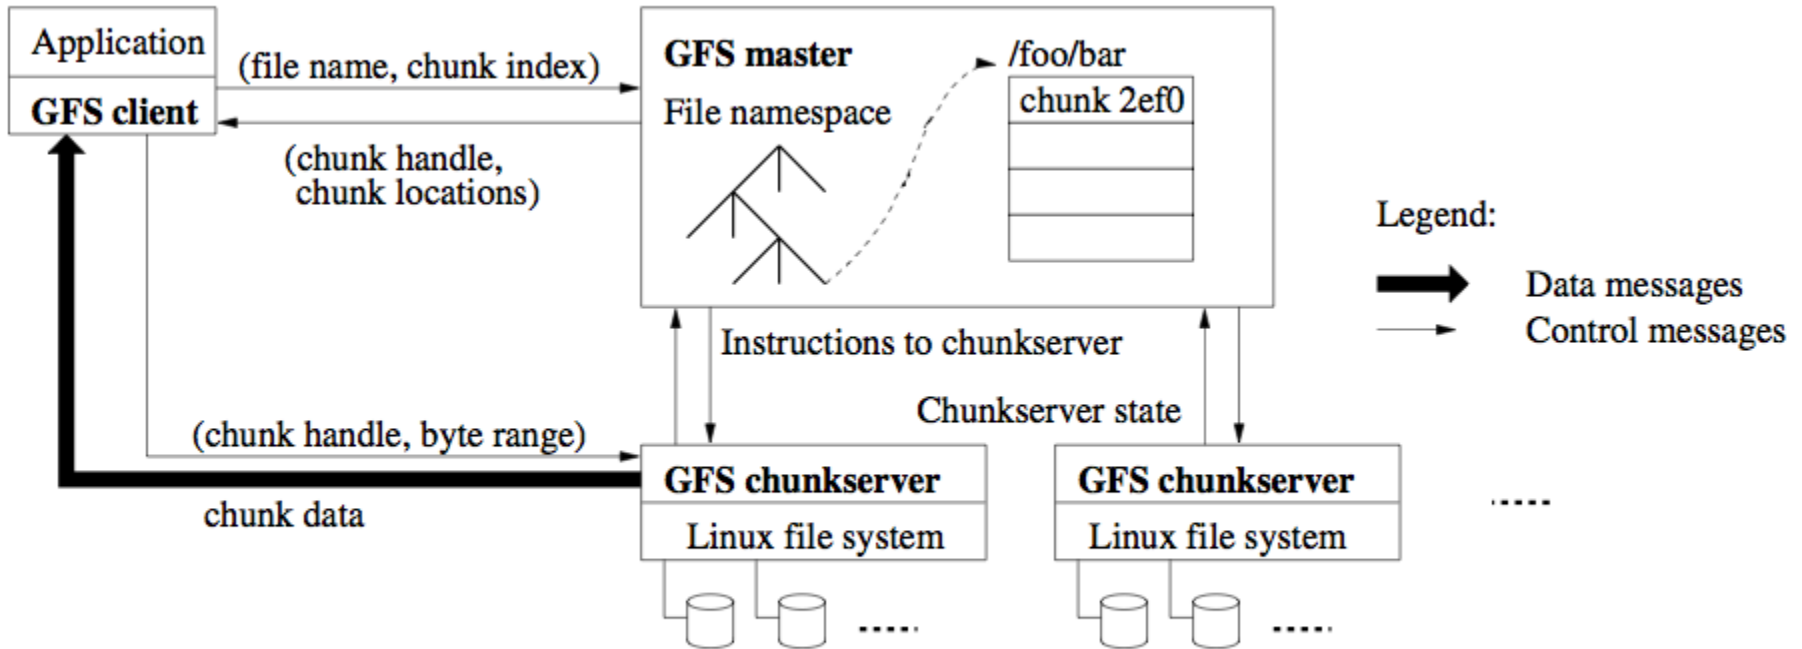 Application
GFS client
(file name, chunk index)
(chunk handle,
chunk locations)
GFS master
File namespace
/foo/bar
chunk 2ef0
Legend:
Data messages
Control messages
Instructions to chunkserver
Chunkserver state
(chunk handle, byte range)
chunk data
GFS chunkserver
Linux file system
GFS chunkserver
Linux file system